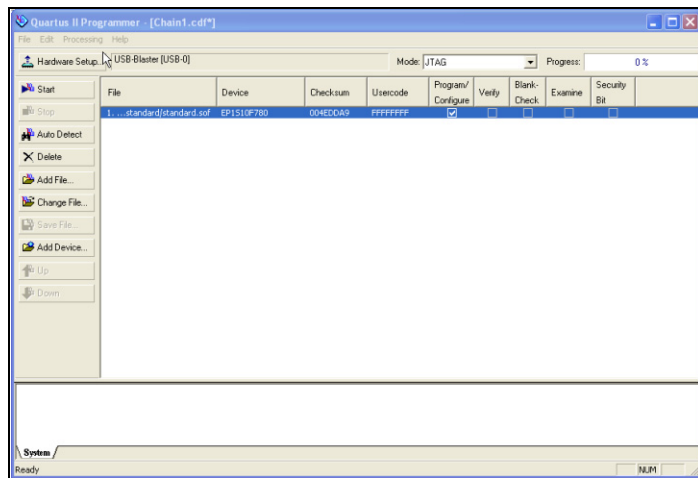 Quartus II Programmer - [Chain1.cdf*]
File Edit Processing Help
Hardware Setup... USB-Blaster [USB-0] Mode: JTAG Progress: 0 %
Start
Stop
Auto Detect
Delete
Add File...
Change File...
Save File...
Add Device...
Up
Down
File Device Checksum Usercode Program/ Configure Verify Blank- Check Examine Security Bit
1. ...standard/standard.sof EP1S10F780 004EDDA9 FFFFFFFF
System
Ready NUM